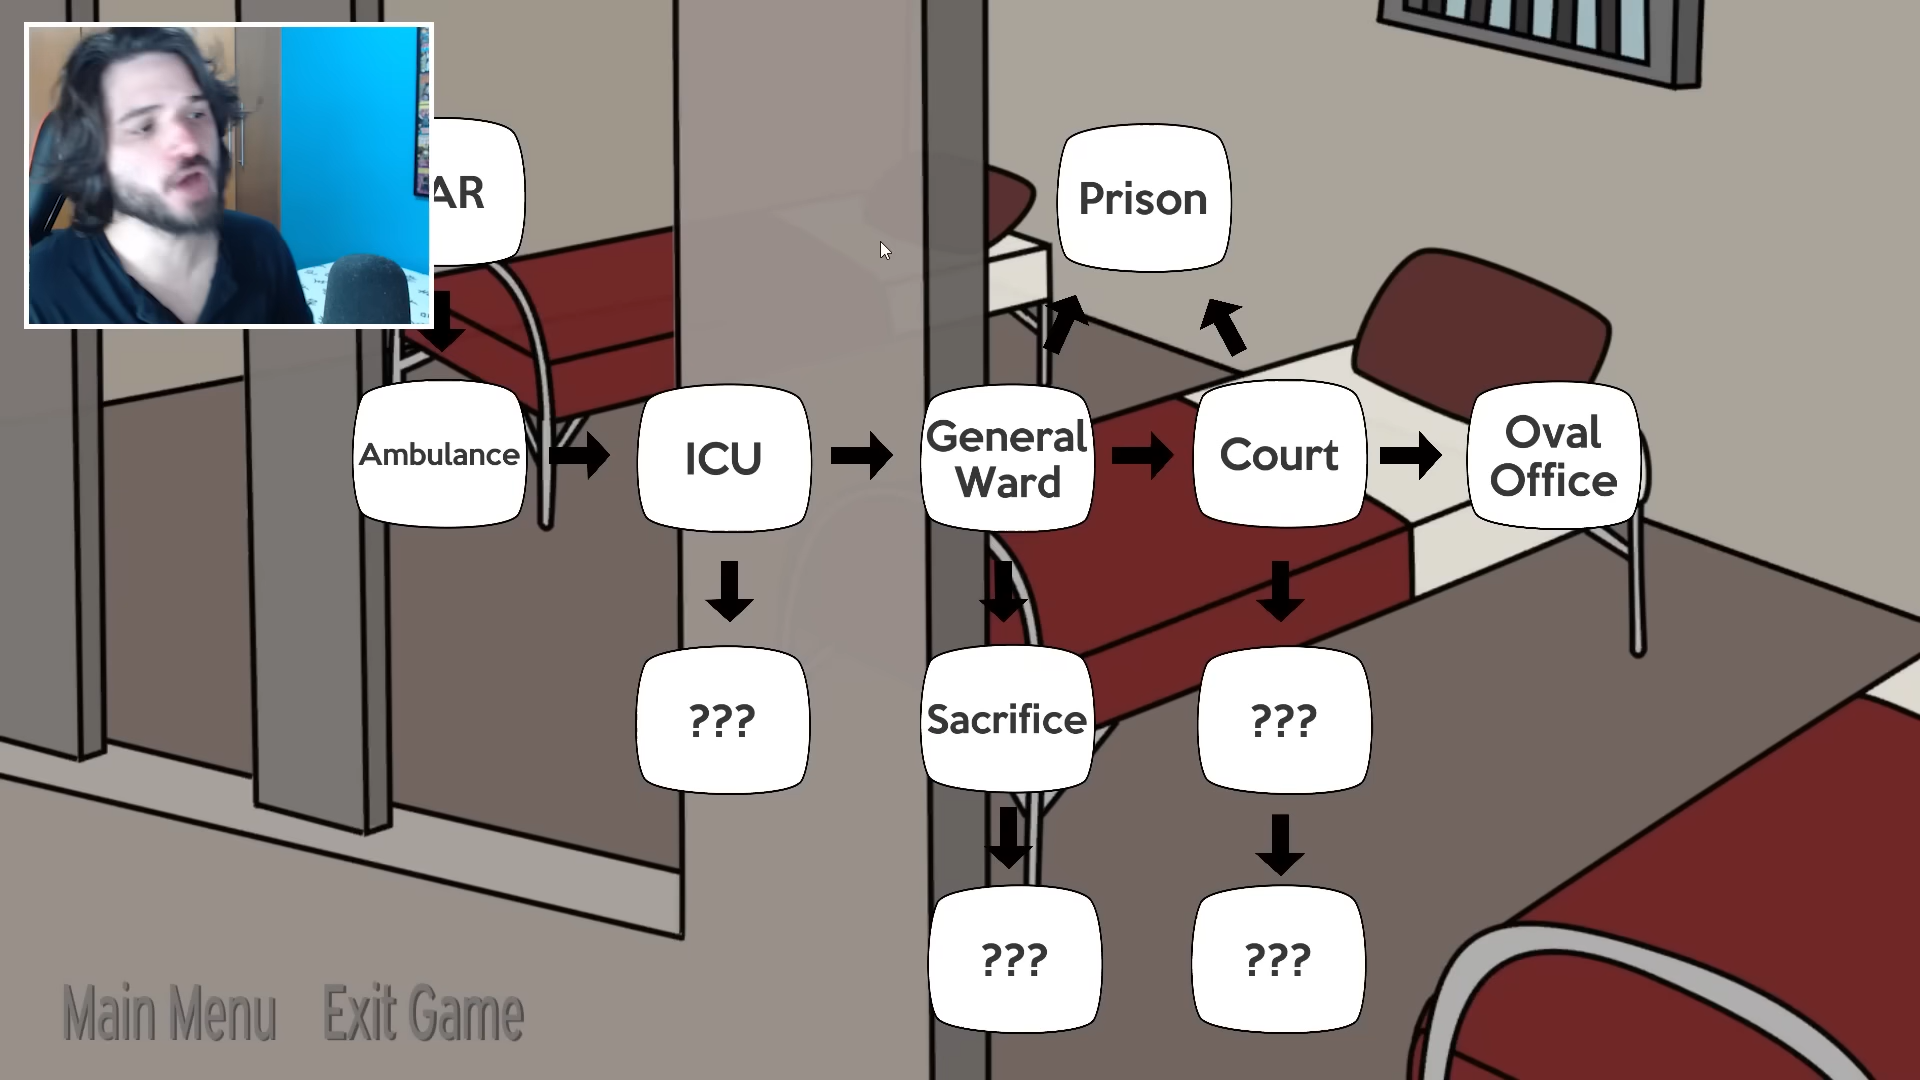 AR
Prison
Ambulance
ICU
General
Ward
Court
Oval
Office
???
Sacrifice
???
???
???
Main Menu
Exit Game